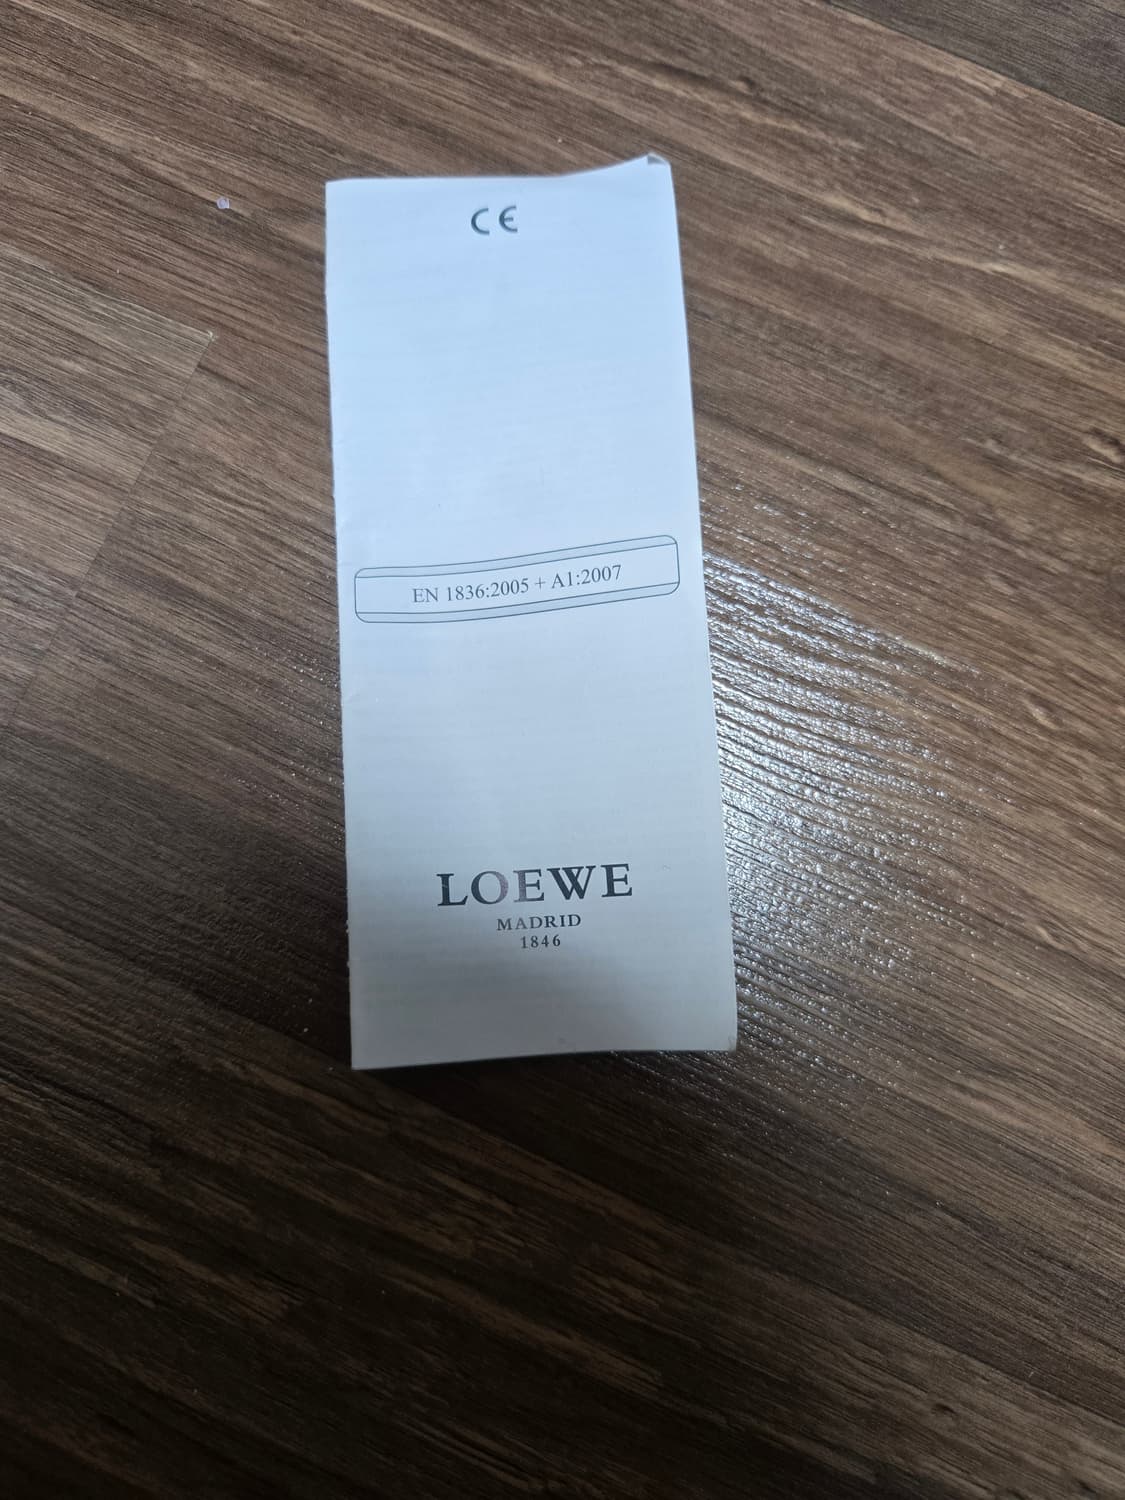 CE
EN 1836:2005 + A1:2007
LOEWE
MADRID
1846